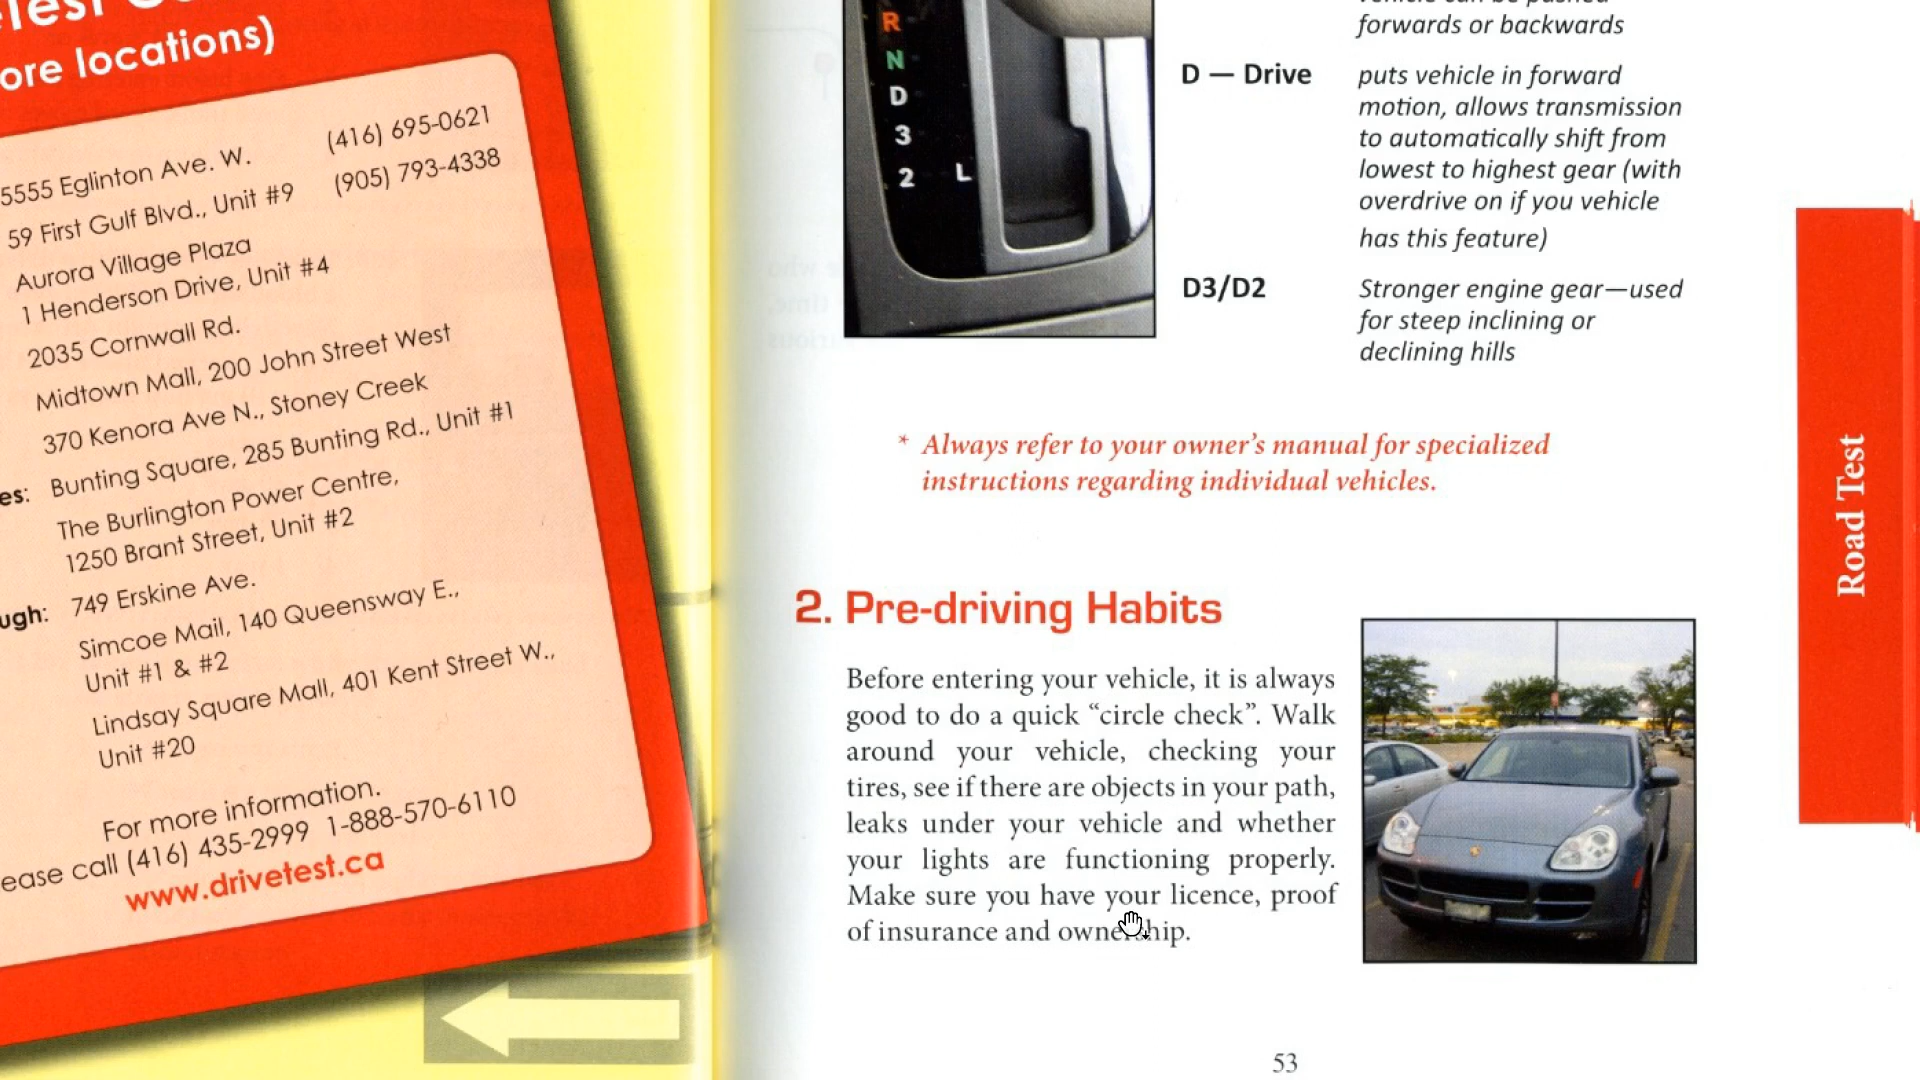 ore locations)
5555 Eglinton Ave. W. (416) 695-0621
59 First Gulf Blvd., Unit #9 (905) 793-4338
Aurora Village Plaza
1 Henderson Drive, Unit #4
2035 Cornwall Rd.
Midtown Mall, 200 John Street West
370 Kenora Ave N., Stoney Creek
es: Bunting Square, 285 Bunting Rd., Unit #1
The Burlington Power Centre,
1250 Brant Street, Unit #2
ugh: 749 Erskine Ave.
Simcoe Mail, 140 Queensway E.,
Unit #1 & #2
Lindsay Square Mall, 401 Kent Street W.,
Unit #20
For more information.
ease call (416) 435-2999 1-888-570-6110
www.drivetest.ca
R
N
D
3
2 L
vehicle can be pushed
forwards or backwards
D — Drive
puts vehicle in forward
motion, allows transmission
to automatically shift from
lowest to highest gear (with
overdrive on if you vehicle
has this feature)
D3/D2
Stronger engine gear—used
for steep inclining or
declining hills
* Always refer to your owner's manual for specialized
instructions regarding individual vehicles.
2. Pre-driving Habits
Before entering your vehicle, it is always
good to do a quick “circle check”. Walk
around your vehicle, checking your
tires, see if there are objects in your path,
leaks under your vehicle and whether
your lights are functioning properly.
Make sure you have your licence, proof
of insurance and ownership.
53
Road Test